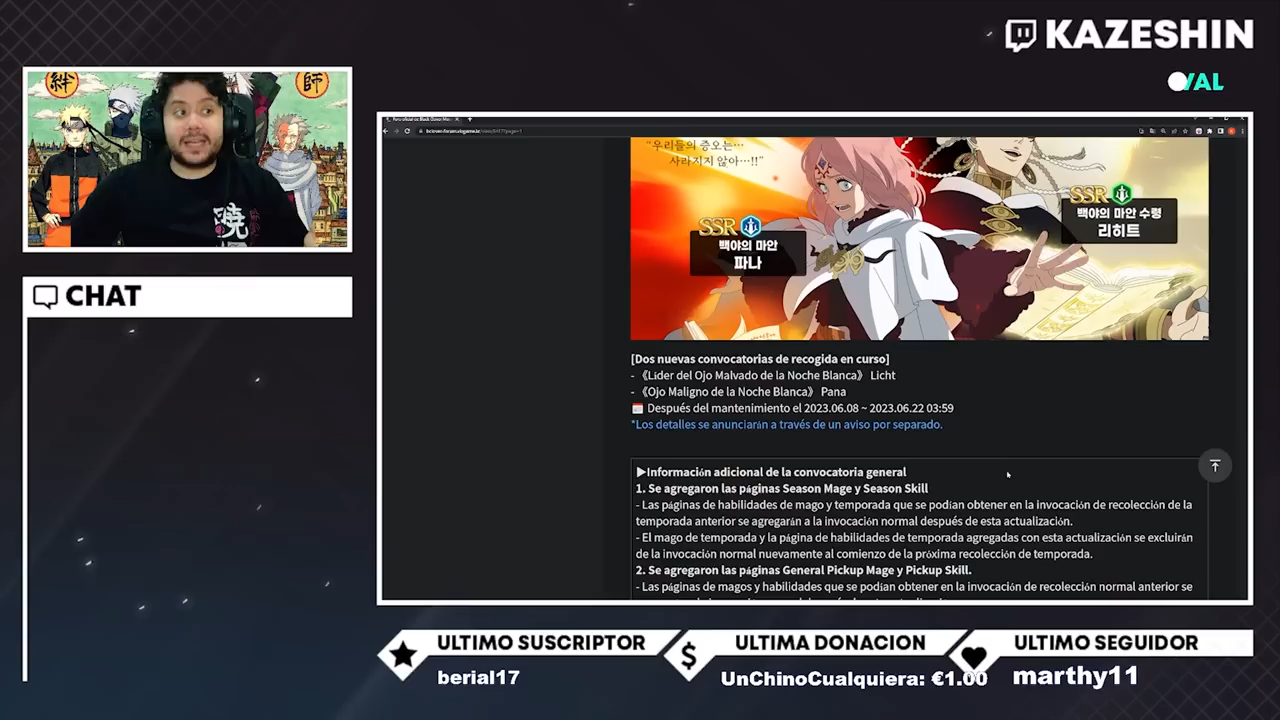 KAZESHIN
VAL
絆
師
暁
CHAT
"우리들의 증오는...
사라지지 않아...!!"
SSR
백야의 마안
파나
SSR
백야의 마안 수령
리히트
[Dos nuevas convocatorias de recogida en curso]
- 《Líder del Ojo Malvado de la Noche Blanca》 Licht
- 《Ojo Maligno de la Noche Blanca》 Pana
Después del mantenimiento el 2023.06.08 ~ 2023.06.22 03:59
*Los detalles se anunciarán a través de un aviso por separado.
▶Información adicional de la convocatoria general
1. Se agregaron las páginas Season Mage y Season Skill
- Las páginas de habilidades de mago y temporada que se podían obtener en la invocación de recolección de la
temporada anterior se agregarán a la invocación normal después de esta actualización.
- El mago de temporada y la página de habilidades de temporada agregadas con esta actualización se excluirán
de la invocación normal nuevamente al comienzo de la próxima recolección de temporada.
2. Se agregaron las páginas General Pickup Mage y Pickup Skill.
- Las páginas de magos y habilidades que se podían obtener en la invocación de recolección normal anterior se
ULTIMO SUSCRIPTOR
berial17
ULTIMA DONACION
UnChinoCualquiera: €1.00
ULTIMO SEGUIDOR
marthy11